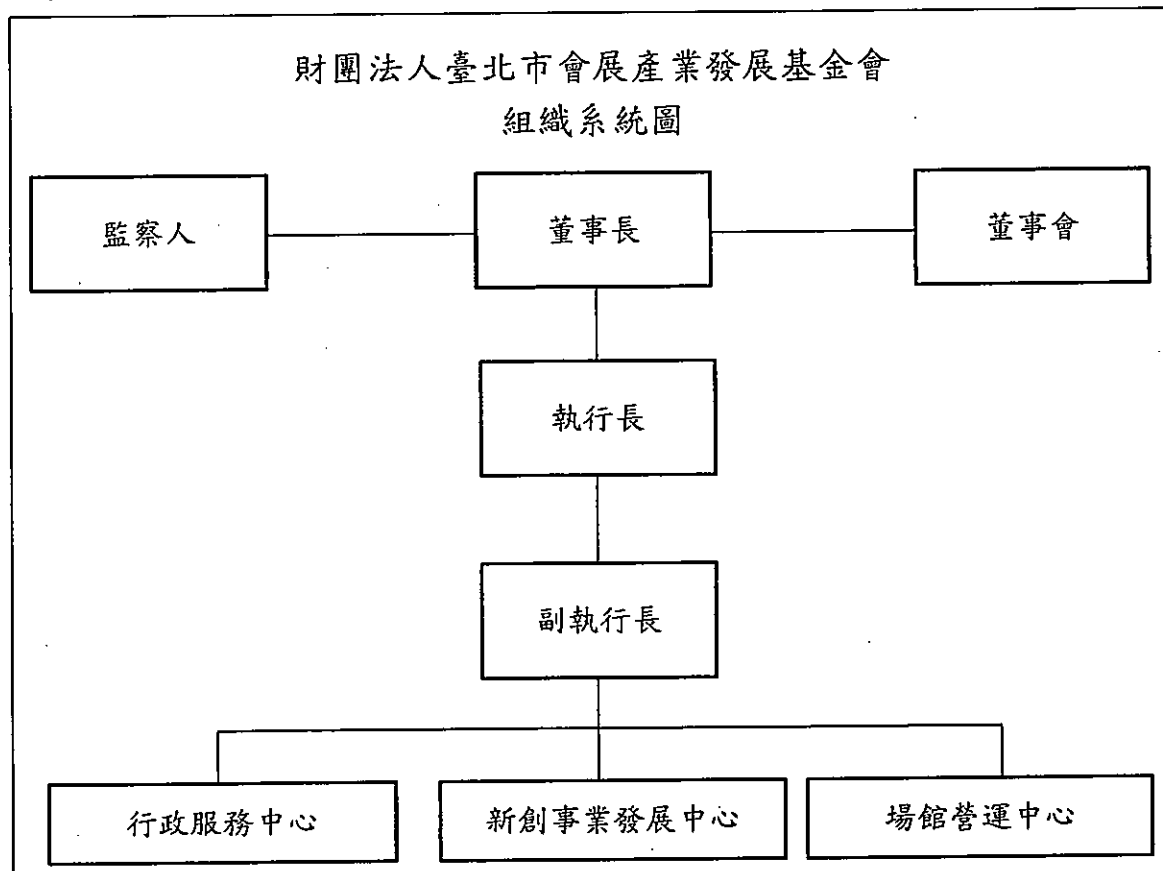 財團法人臺北市會展產業發展基金會
組織系統圖
監察人
董事長
董事會
執行長
副執行長
行政服務中心
新創事業發展中心
場館營運中心